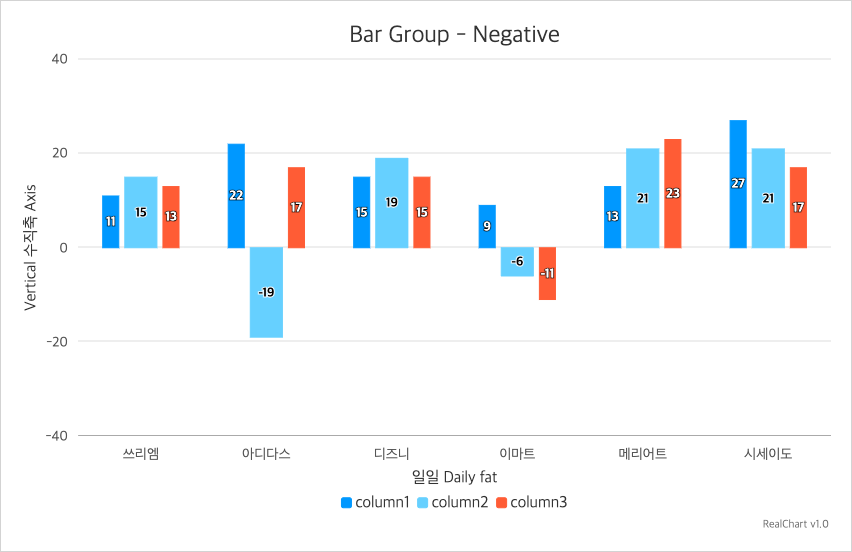 Bar Group - Negative
Vertical 수직축 Axis
40
20
0
-20
-40
11
15
13
22
-19
17
15
19
15
9
-6
-11
13
21
23
27
21
17
쓰리엠
아디다스
디즈니
이마트
메리어트
시세이도
일일 Daily fat
column1 column2 column3
RealChart v1.0